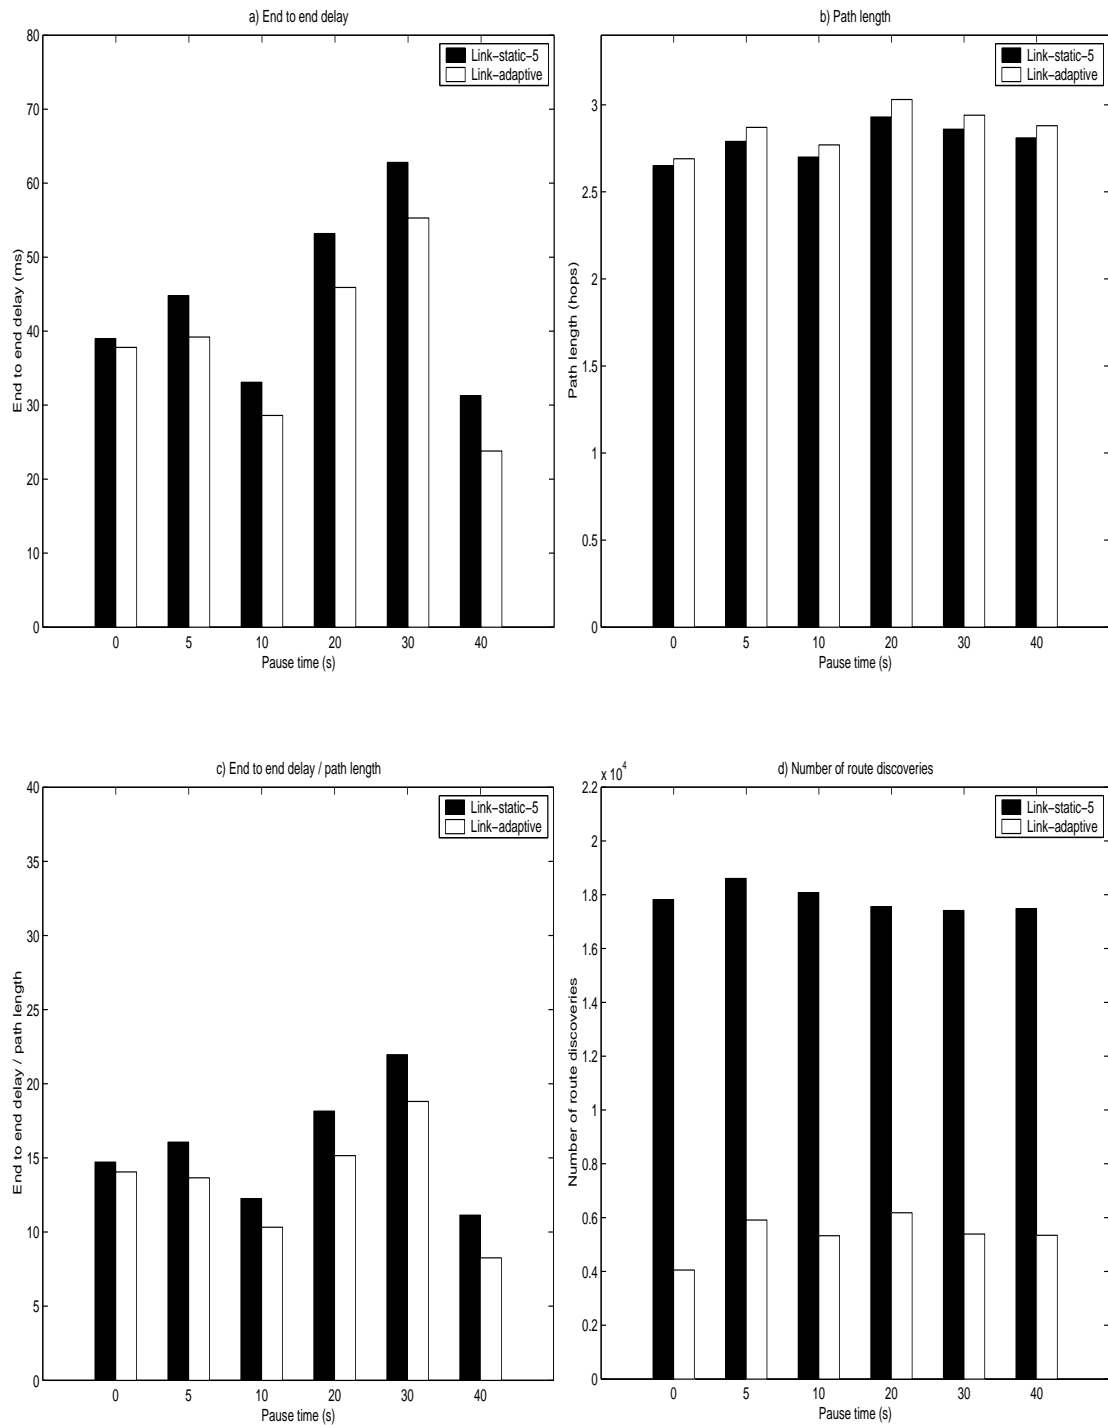 a) End to end delay
80
70
60
50
40
30
20
10
0
End to end delay (ms)
Link-static-5
Link-adaptive
0 5 10 20 30 40
Pause time (s)
b) Path length
3
2.5
2
1.5
1
0.5
0
Path length (hops)
Link-static-5
Link-adaptive
0 5 10 20 30 40
Pause time (s)
c) End to end delay / path length
40
35
30
25
20
15
10
5
0
End to end delay / path length
Link-static-5
Link-adaptive
0 5 10 20 30 40
Pause time (s)
d) Number of route discoveries
x 10^4
2.2
2
1.8
1.6
1.4
1.2
1
0.8
0.6
0.4
0.2
0
Number of route discoveries
Link-static-5
Link-adaptive
0 5 10 20 30 40
Pause time (s)